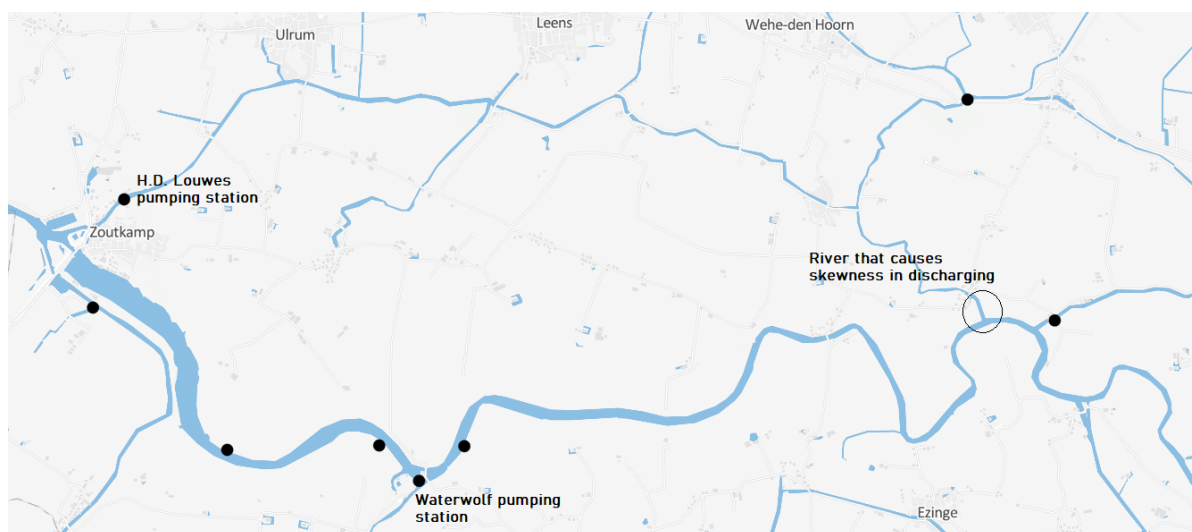 Leens
Wehe-den Hoorn
Ulrum
H.D. Louwes
pumping station
Zoutkamp
River that causes
skewness in discharging
Waterwolf pumping
station
Ezinge